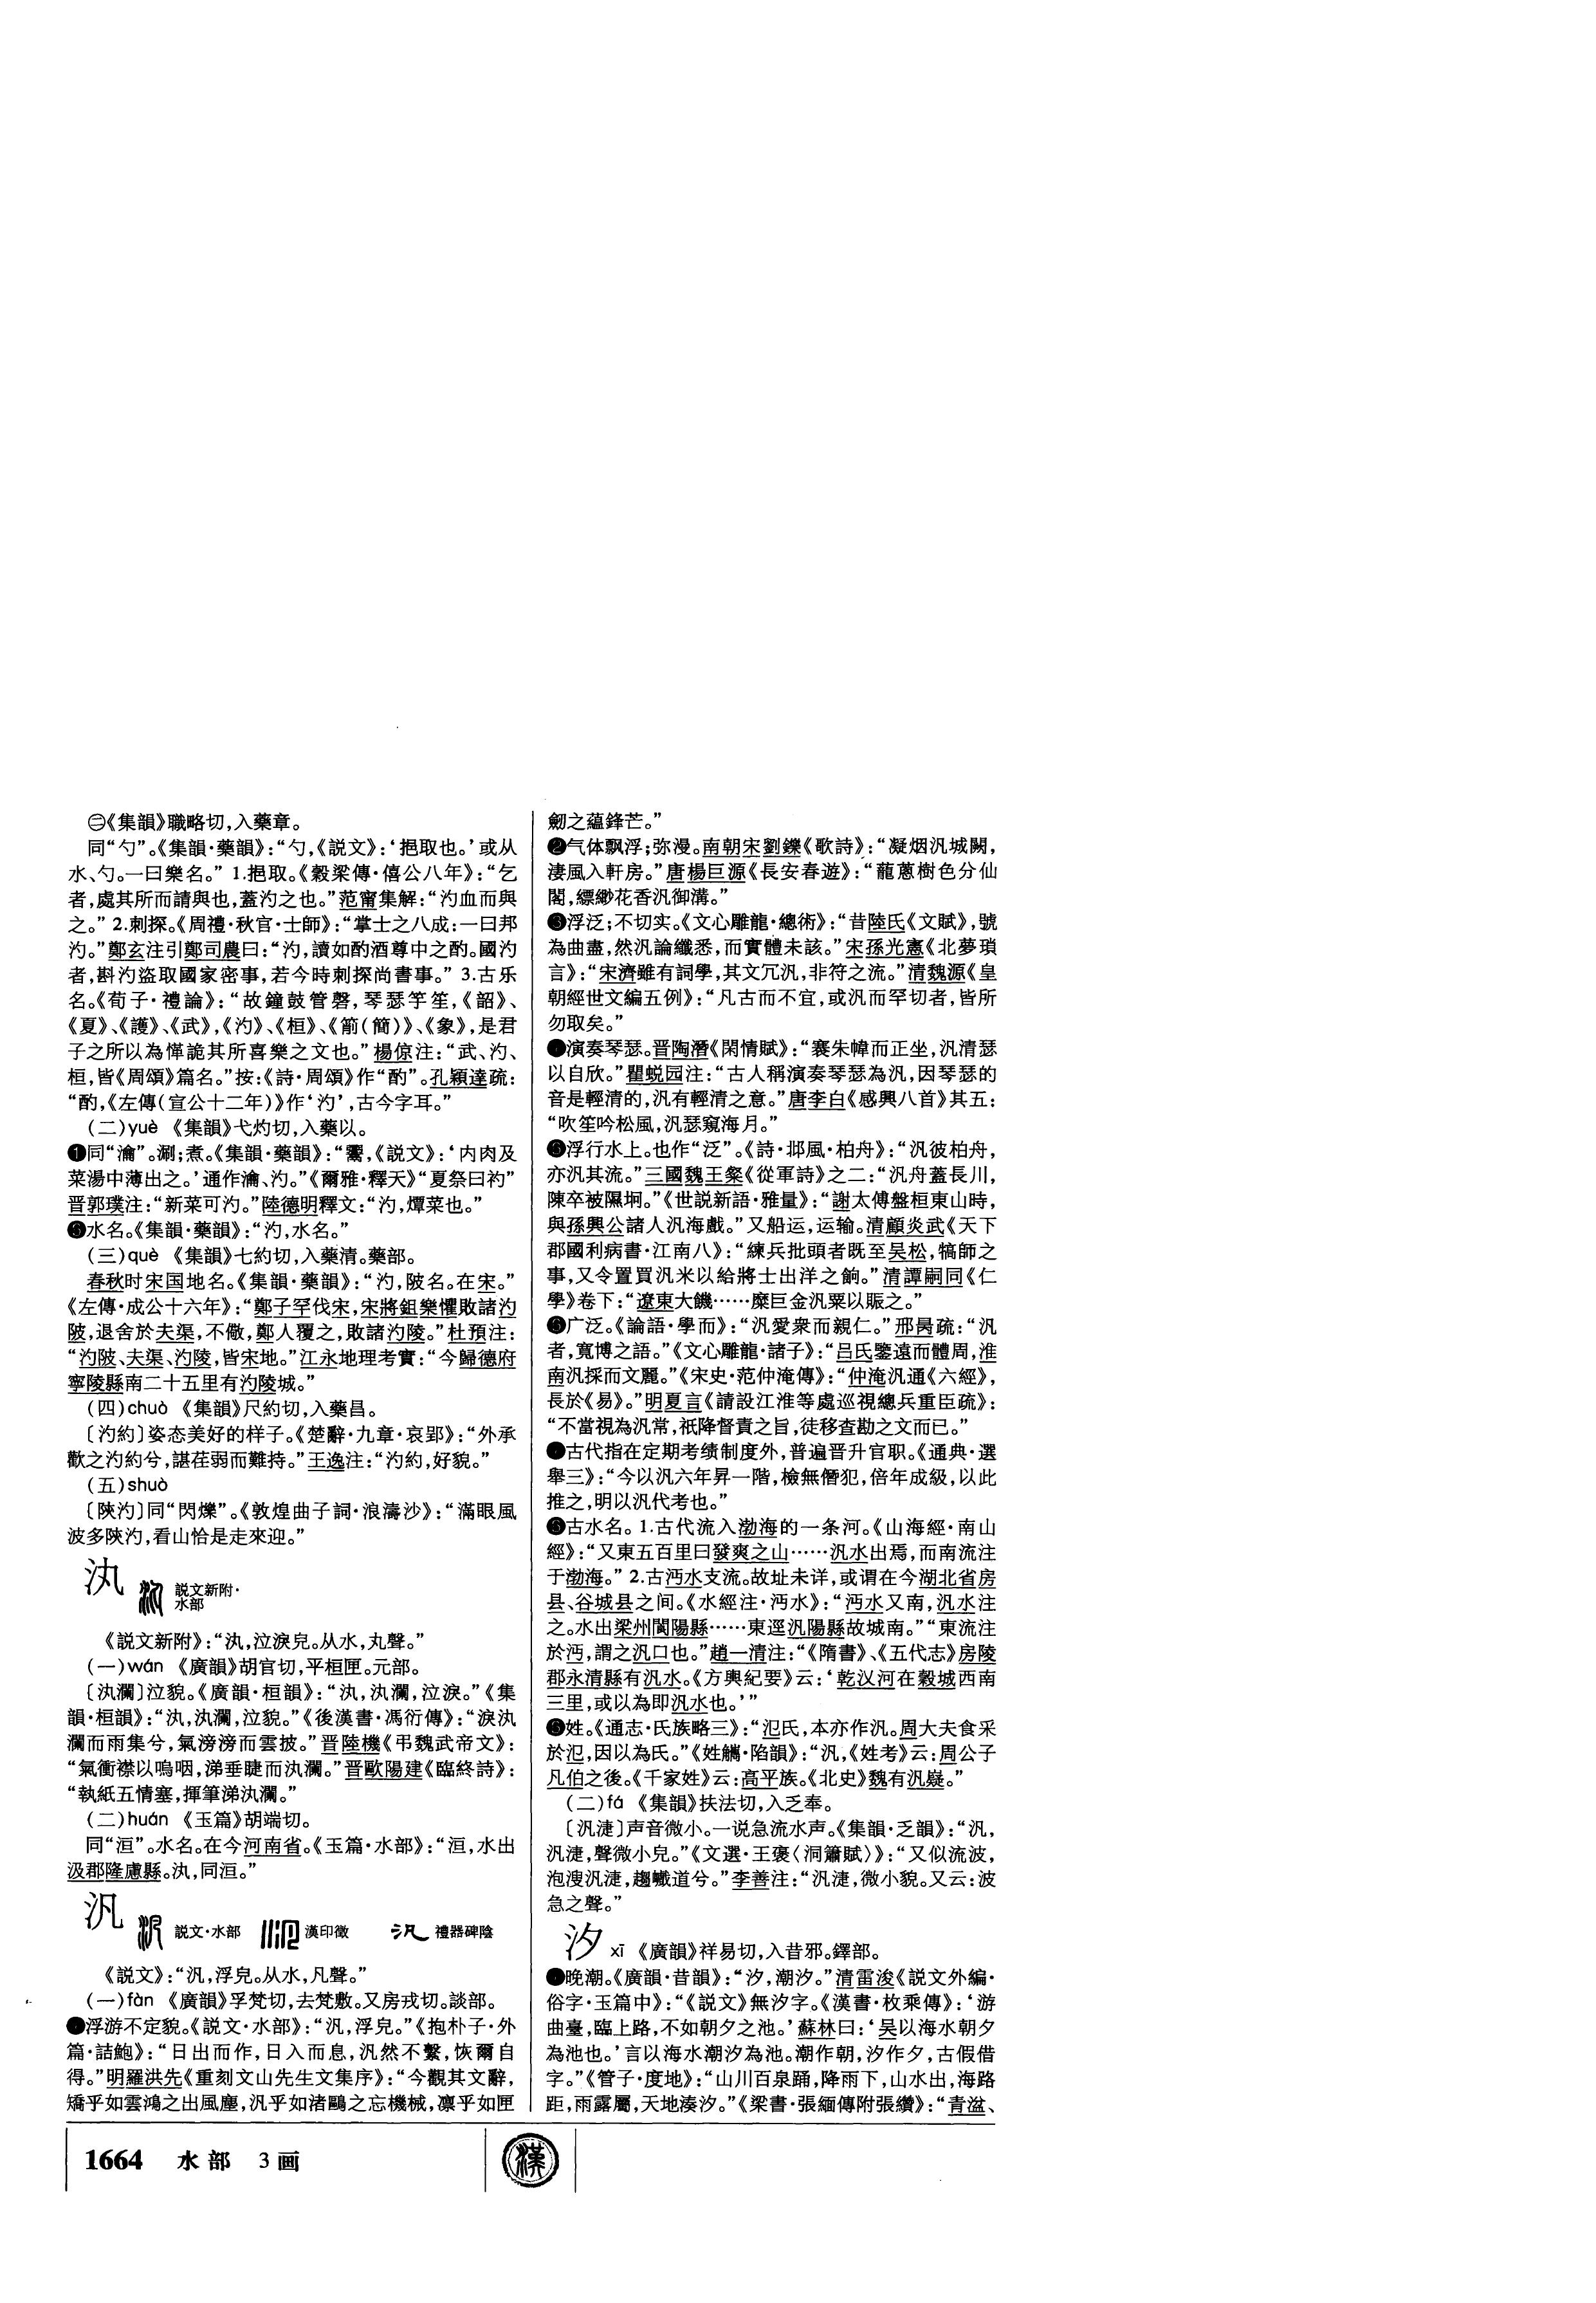 ㊁《集韻》職略切，入藥章。
同“勺”。《集韻·藥韻》：“勺，《説文》：‘挹取也。’或从
水、勺。一曰樂名。” 1.挹取。《穀梁傳·僖公八年》：“乞
者，處其所而請與也，蓋汋之也。”范甯集解：“汋血而與
之。” 2.刺探。《周禮·秋官·士師》：“掌士之八成：一曰邦
汋。”鄭玄注引鄭司農曰：“汋，讀如酌酒尊中之酌。國汋
者，斟汋盜取國家密事，若今時刺探尚書事。” 3.古乐
名。《荀子·禮論》：“故鐘鼓管磬，琴瑟竽笙，《韶》、
《夏》、《護》、《武》，《汋》、《桓》、《箾（簡）》、《象》，是君
子之所以為愅詭其所喜樂之文也。”楊倞注：“武、汋、
桓，皆《周頌》篇名。”按：《詩·周頌》作“酌”。孔穎達疏：
“酌，《左傳（宣公十二年）》作‘汋’，古今字耳。”
（二）yuè 《集韻》弋灼切，入藥以。
❶同“瀹”。涮；煮。《集韻·藥韻》：“鬻，《説文》：‘内肉及
菜湯中薄出之。’通作瀹、汋。”《爾雅·釋天》“夏祭曰礿”
晋郭璞注：“新菜可汋。”陸德明釋文：“汋，燂菜也。”
水名。《集韻·藥韻》：“汋，水名。”
（三）què 《集韻》七約切，入藥清。藥部。
春秋时宋国地名。《集韻·藥韻》：“汋，陂名。在宋。”
《左傳·成公十六年》：“鄭子罕伐宋，宋將鉏樂懼敗諸汋
陂，退舍於夫渠，不儆，鄭人覆之，敗諸汋陵。”杜預注：
“汋陂、夫渠、汋陵，皆宋地。”江永地理考實：“今歸德府
寧陵縣南二十五里有汋陵城。”
（四）chuò 《集韻》尺約切，入藥昌。
〔汋約〕姿态美好的样子。《楚辭·九章·哀郢》：“外承
歡之汋約兮，諶荏弱而難持。”王逸注：“汋約，好貌。”
（五）shuò
〔陝汋〕同“閃爍”。《敦煌曲子詞·浪濤沙》：“滿眼風
波多陝汋，看山恰是走來迎。”
汍 説文新附·
水部
《説文新附》：“汍，泣淚皃。从水，丸聲。”
（一）wán 《廣韻》胡官切，平桓匣。元部。
〔汍瀾〕泣貌。《廣韻·桓韻》：“汍，汍瀾，泣淚。”《集
韻·桓韻》：“汍，汍瀾，泣貌。”《後漢書·馮衍傳》：“淚汍
瀾而雨集兮，氣滂滂而雲披。”晋陸機《弔魏武帝文》：
“氣衝襟以嗚咽，涕垂睫而汍瀾。”晋歐陽建《臨終詩》：
“執紙五情塞，揮筆涕汍瀾。”
（二）huán 《玉篇》胡端切。
同“洹”。水名。在今河南省。《玉篇·水部》：“洹，水出
汲郡隆慮縣。汍，同洹。”
汎 説文·水部 漢印徵 禮器碑陰
《説文》：“汎，浮皃。从水，凡聲。”
（一）fàn 《廣韻》孚梵切，去梵敷。又房戎切。談部。
浮游不定貌。《説文·水部》：“汎，浮皃。”《抱朴子·外
篇·詰鮑》：“日出而作，日入而息，汎然不繫，恢爾自
得。”明羅洪先《重刻文山先生文集序》：“今觀其文辭，
矯乎如雲鴻之出風塵，汎乎如渚鷗之忘機械，凛乎如匣
劒之蘊鋒芒。”
❷气体飘浮；弥漫。南朝宋劉鑠《歌詩》：“凝烟汎城闕，
淒風入軒房。”唐楊巨源《長安春遊》：“蘢蔥樹色分仙
閣，縹緲花香汎御溝。”
❸浮泛；不切实。《文心雕龍·總術》：“昔陸氏《文賦》，號
為曲盡，然汎論纖悉，而實體未該。”宋孫光憲《北夢瑣
言》：“宋濟雖有詞學，其文冗汎，非符之流。”清魏源《皇
朝經世文編五例》：“凡古而不宜，或汎而罕切者，皆所
勿取矣。”
演奏琴瑟。晋陶潛《閑情賦》：“褰朱幃而正坐，汎清瑟
以自欣。”瞿蜕园注：“古人稱演奏琴瑟為汎，因琴瑟的
音是輕清的，汎有輕清之意。”唐李白《感興八首》其五：
“吹笙吟松風，汎瑟窺海月。”
浮行水上。也作“泛”。《詩·邶風·柏舟》：“汎彼柏舟，
亦汎其流。”三國魏王粲《從軍詩》之二：“汎舟蓋長川，
陳卒被隰坰。”《世説新語·雅量》：“謝太傅盤桓東山時，
與孫興公諸人汎海戲。”又船运，运输。清顧炎武《天下
郡國利病書·江南八》：“練兵批頭者既至吴松，犒師之
事，又令置買汎米以給將士出洋之餉。”清譚嗣同《仁
學》卷下：“遼東大饑……糜巨金汎粟以賑之。”
广泛。《論語·學而》：“汎愛衆而親仁。”邢昺疏：“汎
者，寬博之語。”《文心雕龍·諸子》：“吕氏鑒遠而體周，淮
南汎採而文麗。”《宋史·范仲淹傳》：“仲淹汎通《六經》，
長於《易》。”明夏言《請設江淮等處巡視總兵重臣疏》：
“不當視為汎常，祇降督責之旨，徒移查勘之文而已。”
古代指在定期考绩制度外，普遍晋升官职。《通典·選
舉三》：“今以汎六年昇一階，檢無僭犯，倍年成級，以此
推之，明以汎代考也。”
古水名。1.古代流入渤海的一条河。《山海經·南山
經》：“又東五百里曰發爽之山……汎水出焉，而南流注
于渤海。” 2.古沔水支流。故址未详，或谓在今湖北省房
县、谷城县之间。《水經注·沔水》：“沔水又南，汎水注
之。水出梁州閬陽縣……東逕汎陽縣故城南。”“東流注
於沔，謂之汎口也。”趙一清注：“《隋書》、《五代志》房陵
郡永清縣有汎水。《方輿紀要》云：‘乾汊河在穀城西南
三里，或以為即汎水也。’”
姓。《通志·氏族略三》：“氾氏，本亦作汎。周大夫食采
於氾，因以為氏。”《姓觿·陷韻》：“汎，《姓考》云：周公子
凡伯之後。《千家姓》云：高平族。《北史》魏有汎嶷。”
（二）fá 《集韻》扶法切，入乏奉。
〔汎㳻〕声音微小。一说急流水声。《集韻·乏韻》：“汎，
汎㳻，聲微小皃。”《文選·王褒〈洞簫賦〉》：“又似流波，
泡溲汎㳻，趨巇道兮。”李善注：“汎㳻，微小貌。又云：波
急之聲。”
汐 xī 《廣韻》祥易切，入昔邪。鐸部。
晚潮。《廣韻·昔韻》：“汐，潮汐。”清雷浚《説文外編·
俗字·玉篇中》：“《説文》無汐字。《漢書·枚乘傳》：‘游
曲臺，臨上路，不如朝夕之池。’蘇林曰：‘吴以海水朝夕
為池也。’言以海水潮汐為池。潮作朝，汐作夕，古假借
字。”《管子·度地》：“山川百泉踊，降雨下，山水出，海路
距，雨露屬，天地湊汐。”《梁書·張緬傳附張纘》：“青湓、
1664 水部 3画
漢